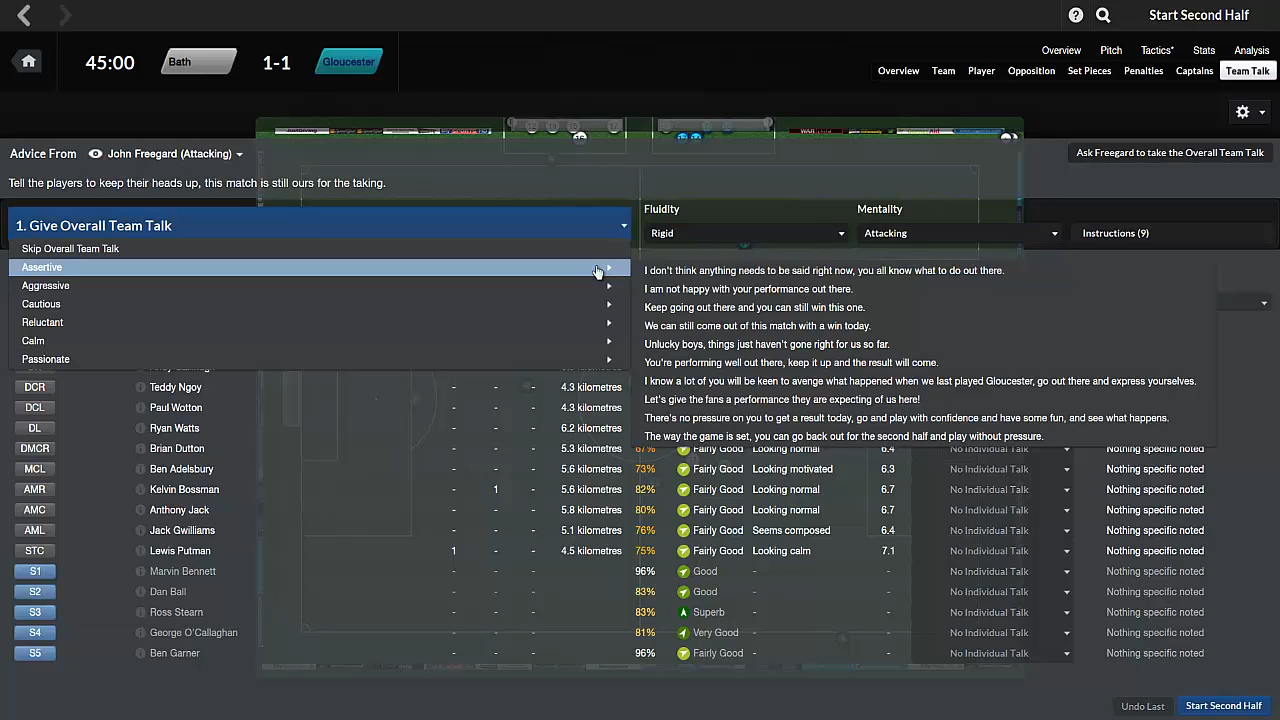 Start Second Half
45:00
Bath
1-1
Gloucester
Overview
Pitch
Tactics*
Stats
Analysis
Overview
Team
Player
Opposition
Set Pieces
Penalties
Captains
Team Talk
Advice From
John Freegard (Attacking)
Ask Freegard to take the Overall Team Talk
Tell the players to keep their heads up, this match is still ours for the taking.
1. Give Overall Team Talk
Fluidity
Mentality
Rigid
Attacking
Instructions (9)
Skip Overall Team Talk
Assertive
Aggressive
Cautious
Reluctant
Calm
Passionate
I don't think anything needs to be said right now, you all know what to do out there.
I am not happy with your performance out there.
Keep going out there and you can still win this one.
We can still come out of this match with a win today.
Unlucky boys, things just haven't gone right for us so far.
You're performing well out there, keep it up and the result will come.
I know a lot of you will be keen to avenge what happened when we last played Gloucester, go out there and express yourselves.
Let's give the fans a performance they are expecting of us here!
There's no pressure on you to get a result today, go and play with confidence and have some fun, and see what happens.
The way the game is set, you can go back out for the second half and play without pressure.
DCR Teddy Ngoy - - - 4.3 kilometres
DCL Paul Wotton - - - 4.3 kilometres
DL Ryan Watts - - - 6.2 kilometres
DMCR Brian Dutton - - - 5.3 kilometres 67% Fairly Good Looking normal 6.4 No Individual Talk Nothing specific noted
MCL Ben Adelsbury - - - 5.6 kilometres 73% Fairly Good Looking motivated 6.3 No Individual Talk Nothing specific noted
AMR Kelvin Bossman - 1 - 5.6 kilometres 82% Fairly Good Looking normal 6.7 No Individual Talk Nothing specific noted
AMC Anthony Jack - - - 5.8 kilometres 80% Fairly Good Looking normal 6.7 No Individual Talk Nothing specific noted
AML Jack Gwilliams - - - 5.1 kilometres 76% Fairly Good Seems composed 6.4 No Individual Talk Nothing specific noted
STC Lewis Putman 1 - - 4.5 kilometres 75% Fairly Good Looking calm 7.1 No Individual Talk Nothing specific noted
S1 Marvin Bennett - - - 96% Good - - No Individual Talk Nothing specific noted
S2 Dan Ball - - - 83% Good - - No Individual Talk Nothing specific noted
S3 Ross Stearn - - - 83% Superb - - No Individual Talk Nothing specific noted
S4 George O'Callaghan - - - 81% Very Good - - No Individual Talk Nothing specific noted
S5 Ben Garner - - - 96% Fairly Good - - No Individual Talk Nothing specific noted
Undo Last
Start Second Half